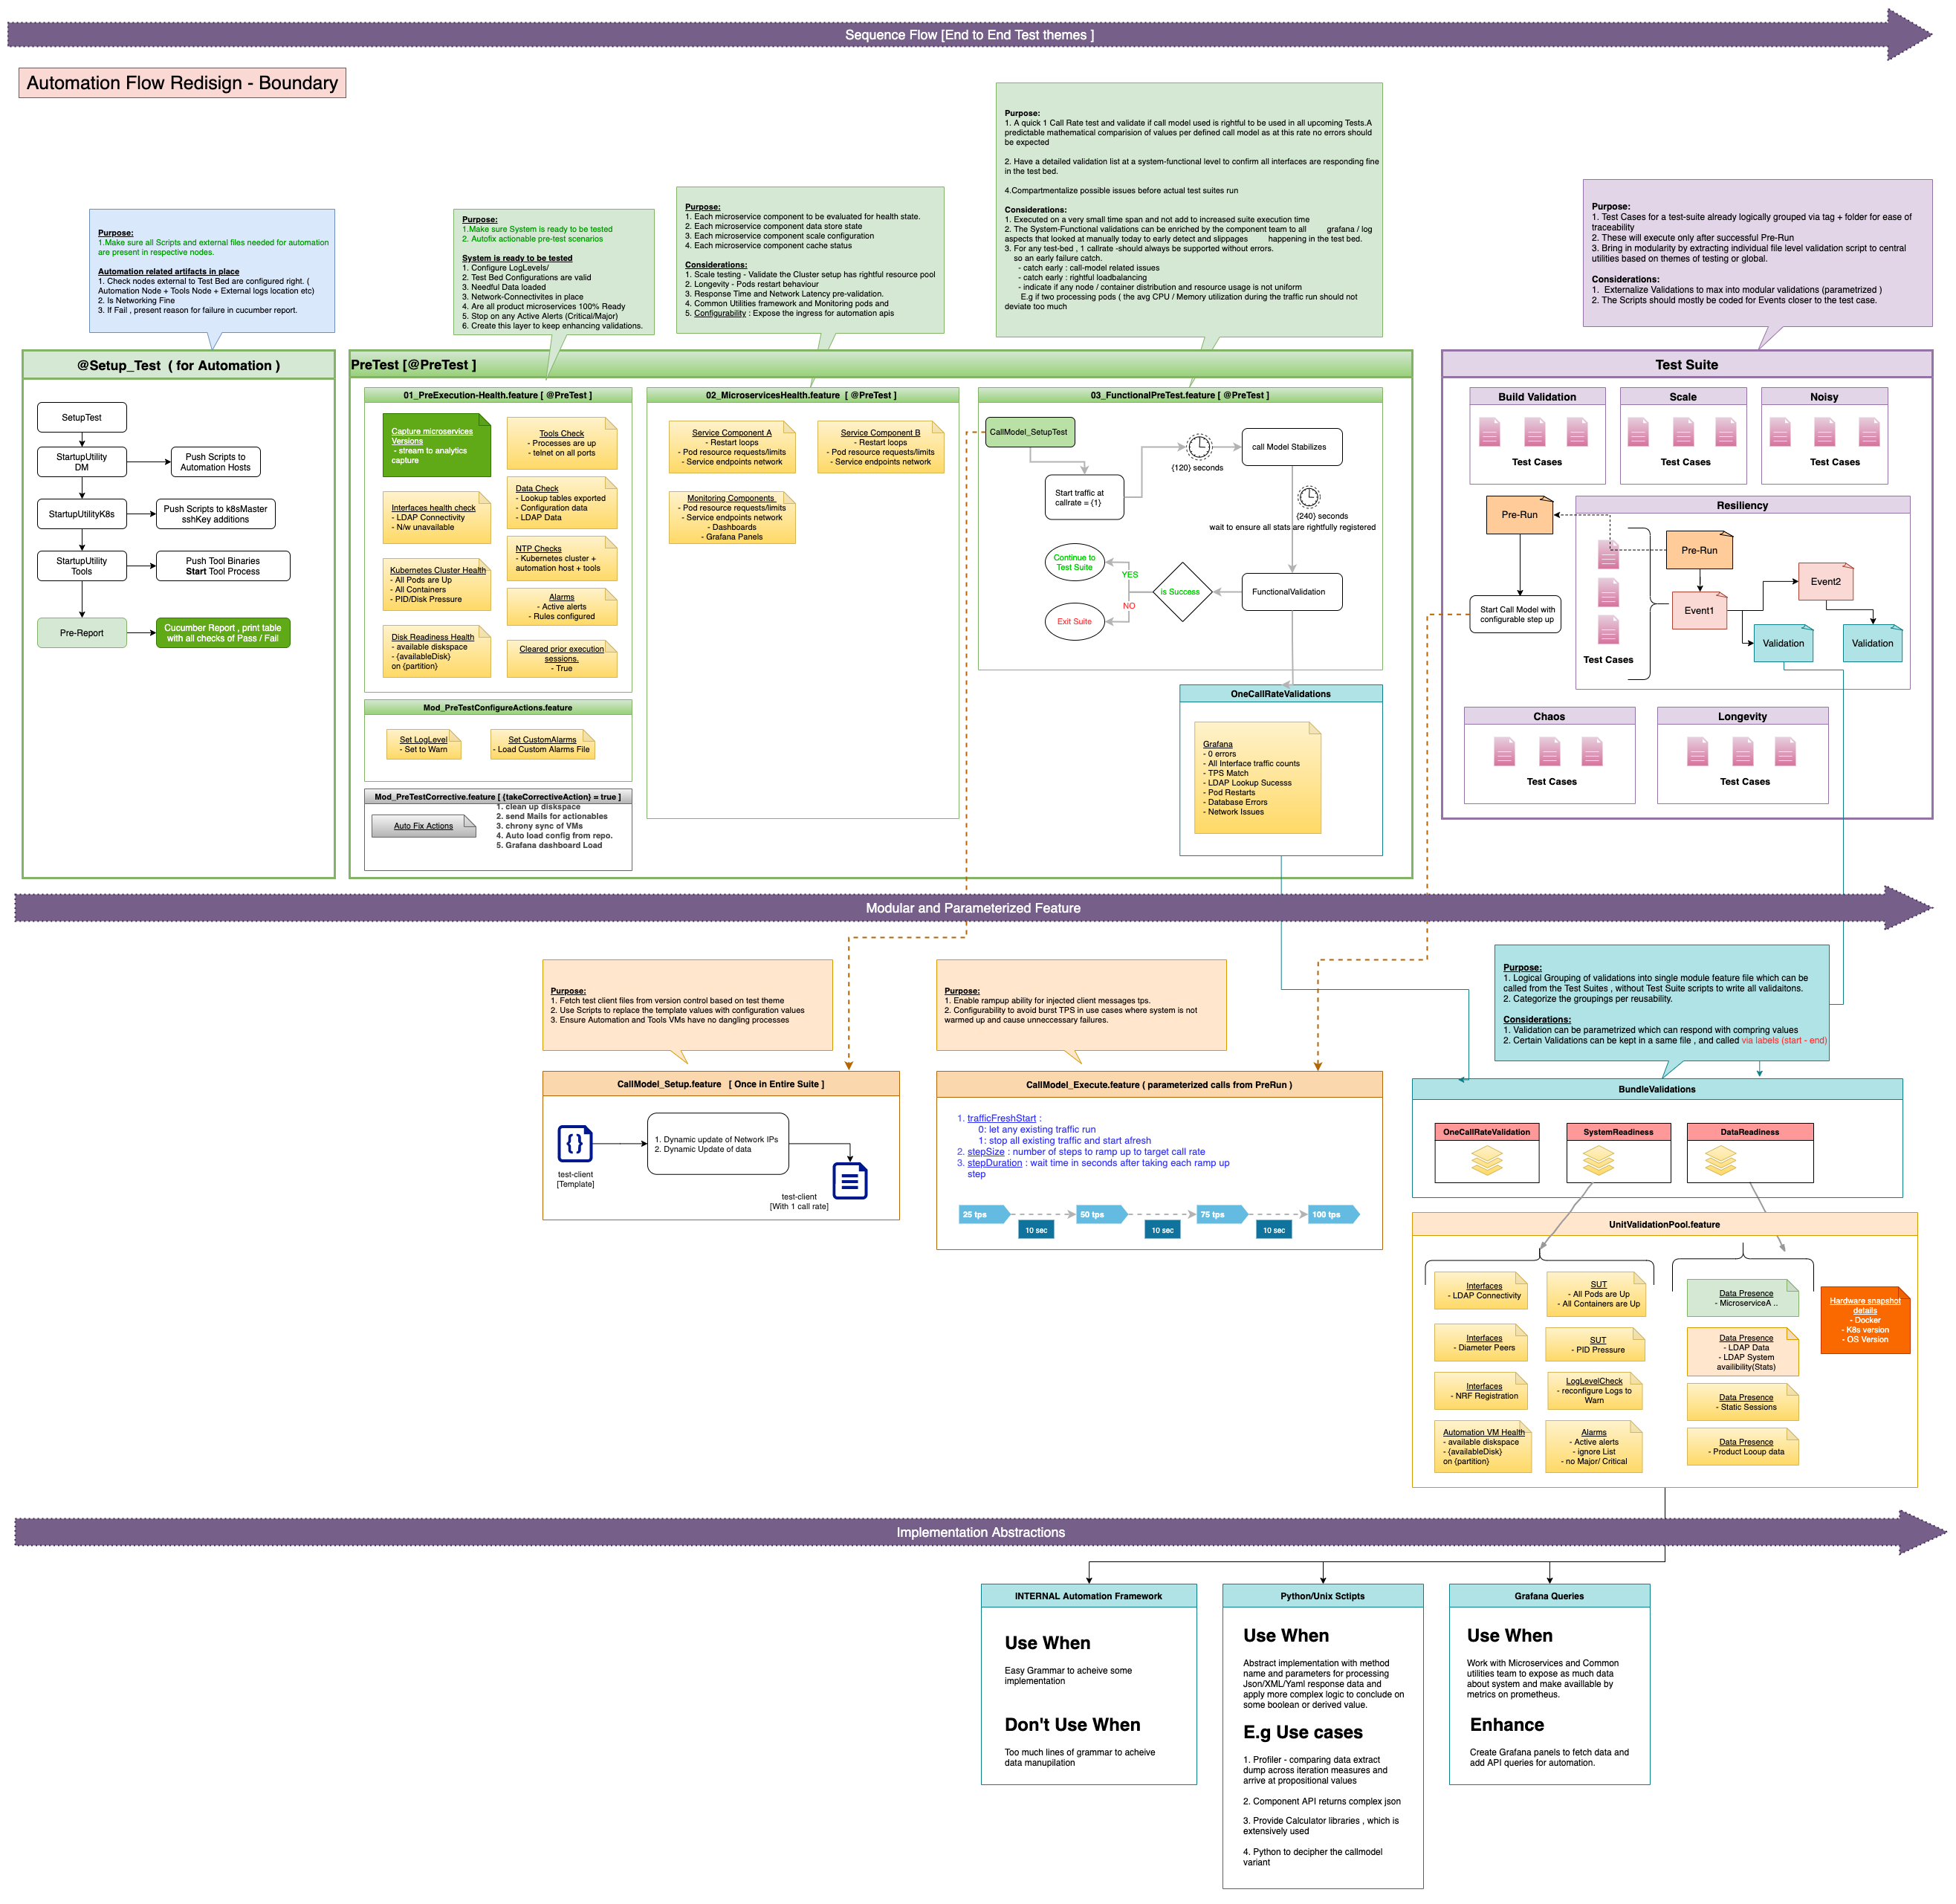 Sequence Flow [End to End Test themes ]
Automation Flow Redisign - Boundary
Purpose:
1.Make sure all Scripts and external files needed for automation
are present in respective nodes.
Automation related artifacts in place
1. Check nodes external to Test Bed are configured right. (
Automation Node + Tools Node + External logs location etc)
2. Is Networking Fine
3. If Fail , present reason for failure in cucumber report.
Purpose:
1.Make sure System is ready to be tested
2. Autofix actionable pre-test scenarios
System is ready to be tested
1. Configure LogLevels/
2. Test Bed Configurations are valid
3. Needful Data loaded
3. Network-Connectivites in place
4. Are all product microservices 100% Ready
5. Stop on any Active Alerts (Critical/Major)
6. Create this layer to keep enhancing validations.
Purpose:
1. Each microservice component to be evaluated for health state.
2. Each microservice component data store state
3. Each microservice component scale configuration
4. Each microservice component cache status
Considerations:
1. Scale testing - Validate the Cluster setup has rightful resource pool
2. Longevity - Pods restart behaviour
3. Response Time and Network Latency pre-validation.
4. Common Utilities framework and Monitoring pods and
5. Configurability : Expose the ingress for automation apis
Purpose:
1. A quick 1 Call Rate test and validate if call model used is rightful to be used in all upcoming Tests.A
predictable mathematical comparision of values per defined call model as at this rate no errors should
be expected
2. Have a detailed validation list at a system-functional level to confirm all interfaces are responding fine
in the test bed.
4.Compartmentalize possible issues before actual test suites run
Considerations:
1. Executed on a very small time span and not add to increased suite execution time
2. The System-Functional validations can be enriched by the component team to all grafana / log
aspects that looked at manually today to early detect and slippages happening in the test bed.
3. For any test-bed , 1 callrate -should always be supported without errors.
so an early failure catch.
- catch early : call-model related issues
- catch early : rightful loadbalancing
- indicate if any node / container distribution and resource usage is not uniform
E.g if two processing pods ( the avg CPU / Memory utilization during the traffic run should not
deviate too much
Purpose:
1. Test Cases for a test-suite already logically grouped via tag + folder for ease of
traceability
2. These will execute only after successful Pre-Run
3. Bring in modularity by extracting individual file level validation script to central
utilities based on themes of testing or global.
Considerations:
1. Externalize Validations to max into modular validations (parametrized )
2. The Scripts should mostly be coded for Events closer to the test case.
@Setup_Test ( for Automation )
SetupTest
StartupUtility
DM
Push Scripts to
Automation Hosts
StartupUtilityK8s
Push Scripts to k8sMaster
sshKey additions
StartupUtility
Tools
Push Tool Binaries
Start Tool Process
Pre-Report
Cucumber Report , print table
with all checks of Pass / Fail
PreTest [@PreTest ]
01_PreExecution-Health.feature [ @PreTest ]
Capture microservices
Versions
- stream to analytics
capture
Tools Check
- Processes are up
- telnet on all ports
Interfaces health check
- LDAP Connectivity
- N/w unavailable
Data Check
- Lookup tables exported
- Configuration data
- LDAP Data
NTP Checks
- Kubernetes cluster +
automation host + tools
Kubernetes Cluster Health
- All Pods are Up
- All Containers
- PID/Disk Pressure
Alarms
- Active alerts
- Rules configured
Disk Readiness Health
- available diskspace
- {availableDisk}
on {partition}
Cleared prior execution
sessions.
- True
Mod_PreTestConfigureActions.feature
Set LogLevel
- Set to Warn
Set CustomAlarms
- Load Custom Alarms File
Mod_PreTestCorrective.feature [ {takeCorrectiveAction} = true ]
Auto Fix Actions
1. clean up diskspace
2. send Mails for actionables
3. chrony sync of VMs
4. Auto load config from repo.
5. Grafana dashboard Load
02_MicroservicesHealth.feature [ @PreTest ]
Service Component A
- Restart loops
- Pod resource requests/limits
- Service endpoints network
Service Component B
- Restart loops
- Pod resource requests/limits
- Service endpoints network
Monitoring Components
- Pod resource requests/limits
- Service endpoints network
- Dashboards
- Grafana Panels
03_FunctionalPreTest.feature [ @PreTest ]
CallModel_SetupTest
Start traffic at
callrate = {1}
{120} seconds
call Model Stabilizes
{240} seconds
wait to ensure all stats are rightfully registered
FunctionalValidation
is Success
YES
NO
Continue to
Test Suite
Exit Suite
OneCallRateValidations
Grafana
- 0 errors
- All Interface traffic counts
- TPS Match
- LDAP Lookup Sucesss
- Pod Restarts
- Database Errors
- Network Issues
Test Suite
Build Validation
Test Cases
Scale
Test Cases
Noisy
Test Cases
Pre-Run
Start Call Model with
configurable step up
Resiliency
Test Cases
Pre-Run
Event1
Event2
Validation
Validation
Chaos
Test Cases
Longevity
Test Cases
Modular and Parameterized Feature
Purpose:
1. Fetch test client files from version control based on test theme
2. Use Scripts to replace the template values with configuration values
3. Ensure Automation and Tools VMs have no dangling processes
Purpose:
1. Enable rampup ability for injected client messages tps.
2. Configurability to avoid burst TPS in use cases where system is not
warmed up and cause unneccessary failures.
Purpose:
1. Logical Grouping of validations into single module feature file which can be
called from the Test Suites , without Test Suite scripts to write all validaitons.
2. Categorize the groupings per reusability.
Considerations:
1. Validation can be parametrized which can respond with compring values
2. Certain Validations can be kept in a same file , and called via labels (start - end)
CallModel_Setup.feature [ Once in Entire Suite ]
test-client
[Template]
1. Dynamic update of Network IPs
2. Dynamic Update of data
test-client
[With 1 call rate]
CallModel_Execute.feature ( parameterized calls from PreRun )
1. trafficFreshStart :
0: let any existing traffic run
1: stop all existing traffic and start afresh
2. stepSize : number of steps to ramp up to target call rate
3. stepDuration : wait time in seconds after taking each ramp up
step
25 tps
10 sec
50 tps
10 sec
75 tps
10 sec
100 tps
BundleValidations
OneCallRateValidation
SystemReadiness
DataReadiness
UnitValidationPool.feature
Interfaces
- LDAP Connectivity
SUT
- All Pods are Up
- All Containers are Up
Interfaces
- Diameter Peers
SUT
- PID Pressure
Interfaces
- NRF Registration
LogLevelCheck
- reconfigure Logs to
Warn
Automation VM Health
- available diskspace
- {availableDisk}
on {partition}
Alarms
- Active alerts
- ignore List
- no Major/ Critical
Data Presence
- MicroserviceA ..
Data Presence
- LDAP Data
- LDAP System
availibility(Stats)
Data Presence
- Static Sessions
Data Presence
- Product Looup data
Hardware snapshot
details
- Docker
- K8s version
- OS Version
Implementation Abstractions
INTERNAL Automation Framework
Use When
Easy Grammar to acheive some
implementation
Don't Use When
Too much lines of grammar to acheive
data manupilation
Python/Unix Sctipts
Use When
Abstract implementation with method
name and parameters for processing
Json/XML/Yaml response data and
apply more complex logic to conclude on
some boolean or derived value.
E.g Use cases
1. Profiler - comparing data extract
dump across iteration measures and
arrive at propositional values
2. Component API returns complex json
3. Provide Calculator libraries , which is
extensively used
4. Python to decipher the callmodel
variant
Grafana Queries
Use When
Work with Microservices and Common
utilities team to expose as much data
about system and make availlable by
metrics on prometheus.
Enhance
Create Grafana panels to fetch data and
add API queries for automation.